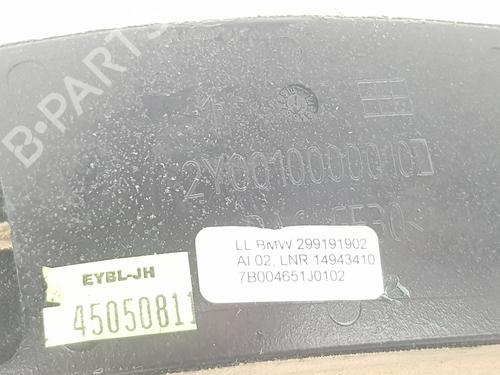 B-PARTS
2Y0010000010
LL BMW 299191902
AI 02, LNR 14943410
7B004651J0102
EYBL-JH
45050811